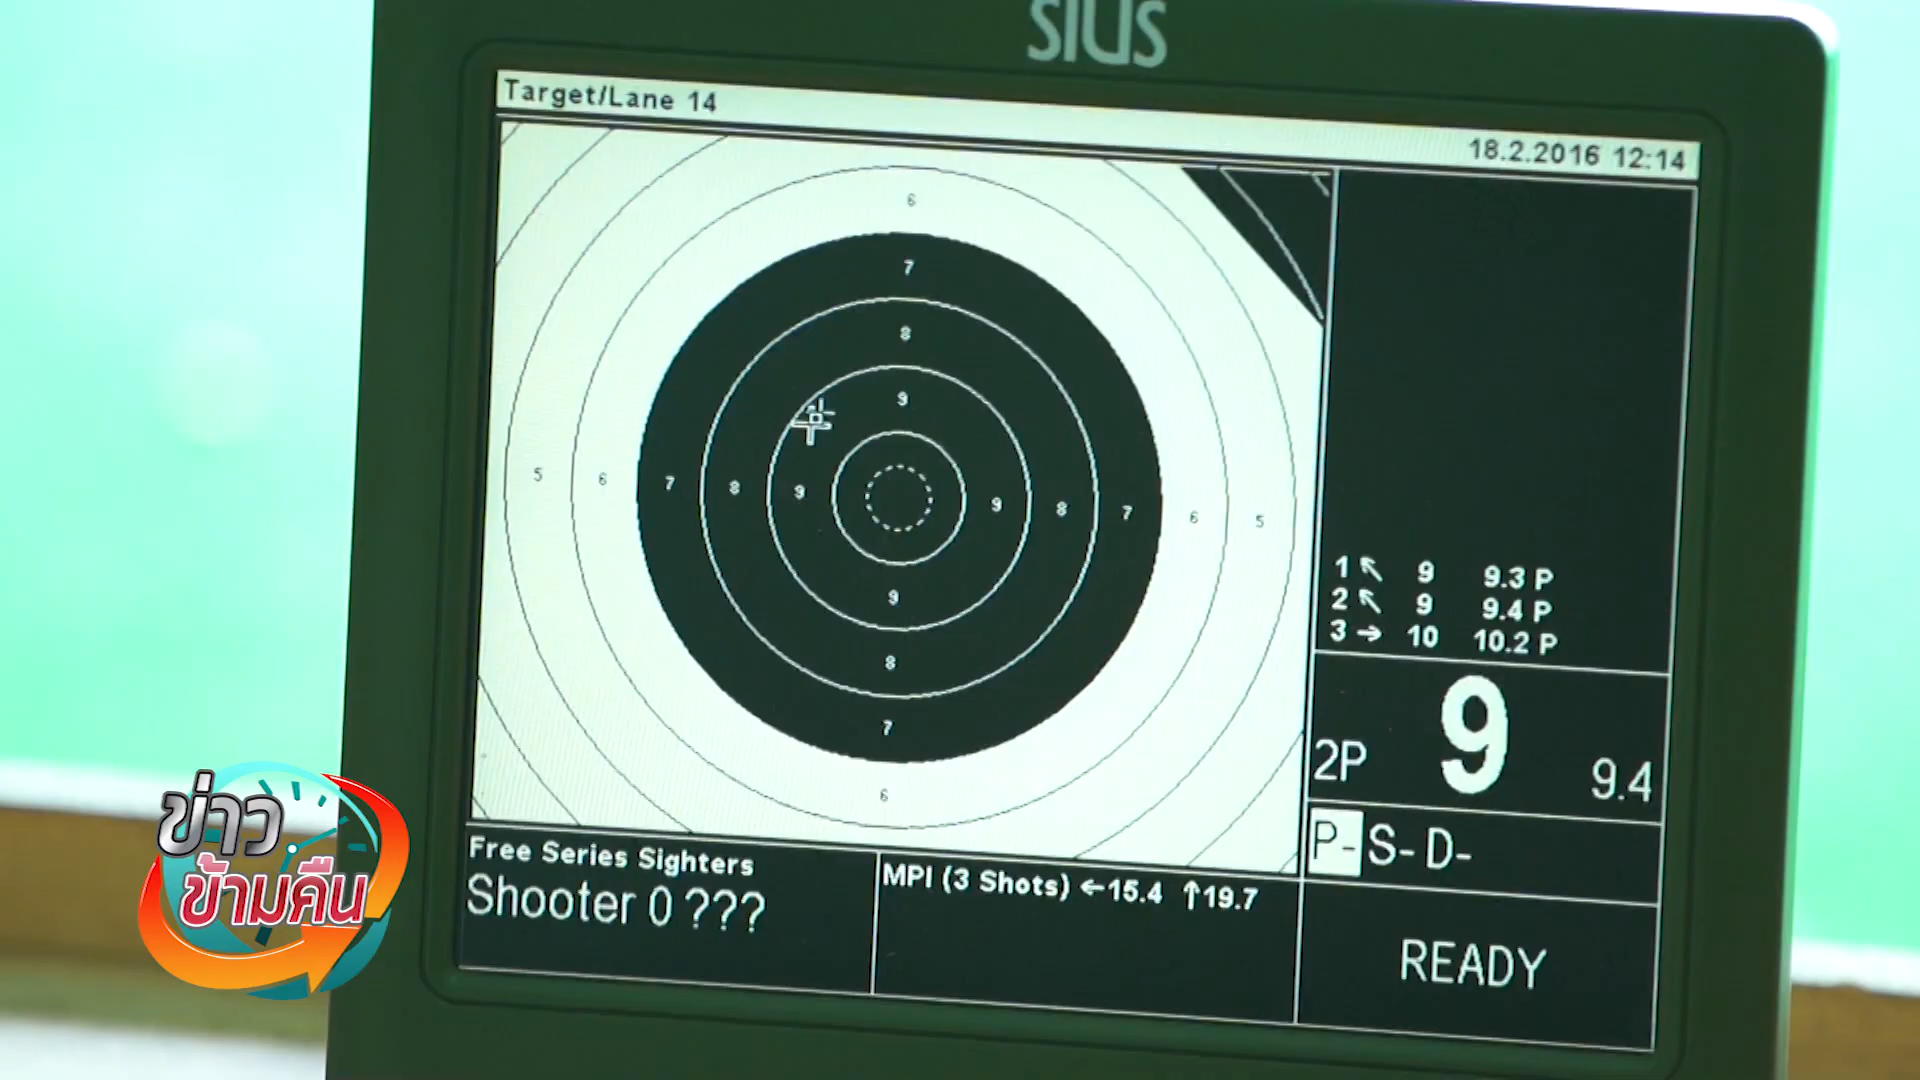 SIUS
Target/Lane 14
18.2.2016 12:14
6
7
8
9
5 6 7 8 9 9 8 7 6 5
9
8
7
6
1 ↖ 9 9.3 P
2 ↖ 9 9.4 P
3 → 10 10.2 P
2P 9 9.4
P- S- D-
Free Series Sighters
Shooter 0 ???
MPI (3 Shots) ←15.4 ↑19.7
READY
ข่าว
ข้ามคืน